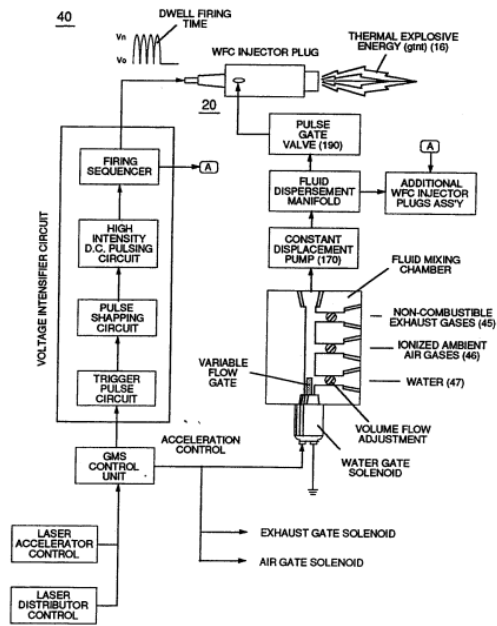 40
DWELL FIRING
TIME
Vn
Vo
WFC INJECTOR PLUG
THERMAL EXPLOSIVE
ENERGY (gtnt) (16)
20
PULSE
GATE
VALVE (190)
FIRING
SEQUENCER
A
A
FLUID
DISPERSEMENT
MANIFOLD
ADDITIONAL
WFC INJECTOR
PLUGS ASS'Y
HIGH
INTENSITY
D.C. PULSING
CIRCUIT
CONSTANT
DISPLACEMENT
PUMP (170)
FLUID MIXING
CHAMBER
VOLTAGE INTENSIFIER CIRCUIT
PULSE
SHAPPING
CIRCUIT
NON-COMBUSTIBLE
EXHAUST GASES (45)
IONIZED AMBIENT
AIR GASES (46)
VARIABLE
FLOW
GATE
WATER (47)
TRIGGER
PULSE
CIRCUIT
VOLUME FLOW
ADJUSTMENT
ACCELERATION
CONTROL
WATER GATE
SOLENOID
GMS
CONTROL
UNIT
EXHAUST GATE SOLENOID
AIR GATE SOLENOID
LASER
ACCELERATOR
CONTROL
LASER
DISTRIBUTOR
CONTROL